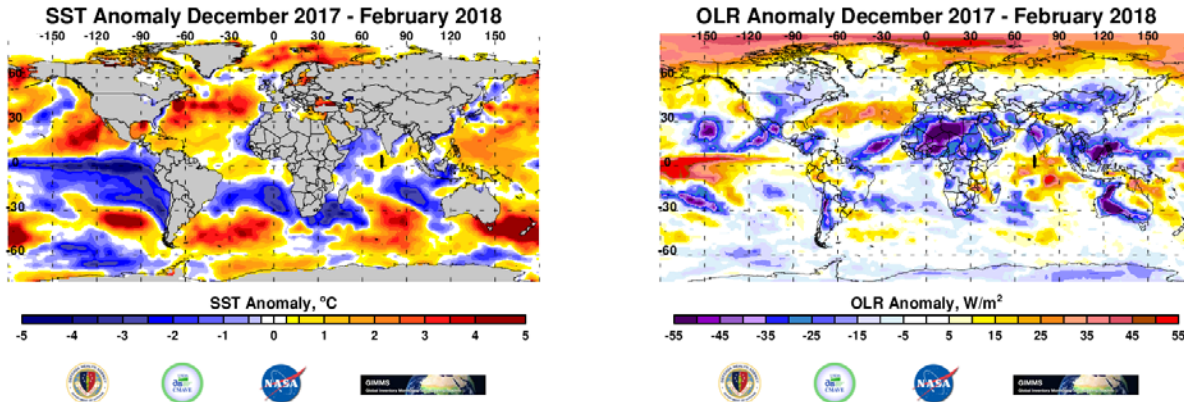 SST Anomaly December 2017 - February 2018
-150 -120 -90 -60 -30 0 30 60 90 120 150
60
30
0
-30
-60
SST Anomaly, °C
-5 -4 -3 -2 -1 0 1 2 3 4 5
NASA
GIMMS
OLR Anomaly December 2017 - February 2018
-150 -120 -90 -60 -30 0 30 60 90 120 150
60
30
0
-30
-60
OLR Anomaly, W/m²
-55 -45 -35 -25 -15 -5 5 15 25 35 45 55
NASA
GIMMS